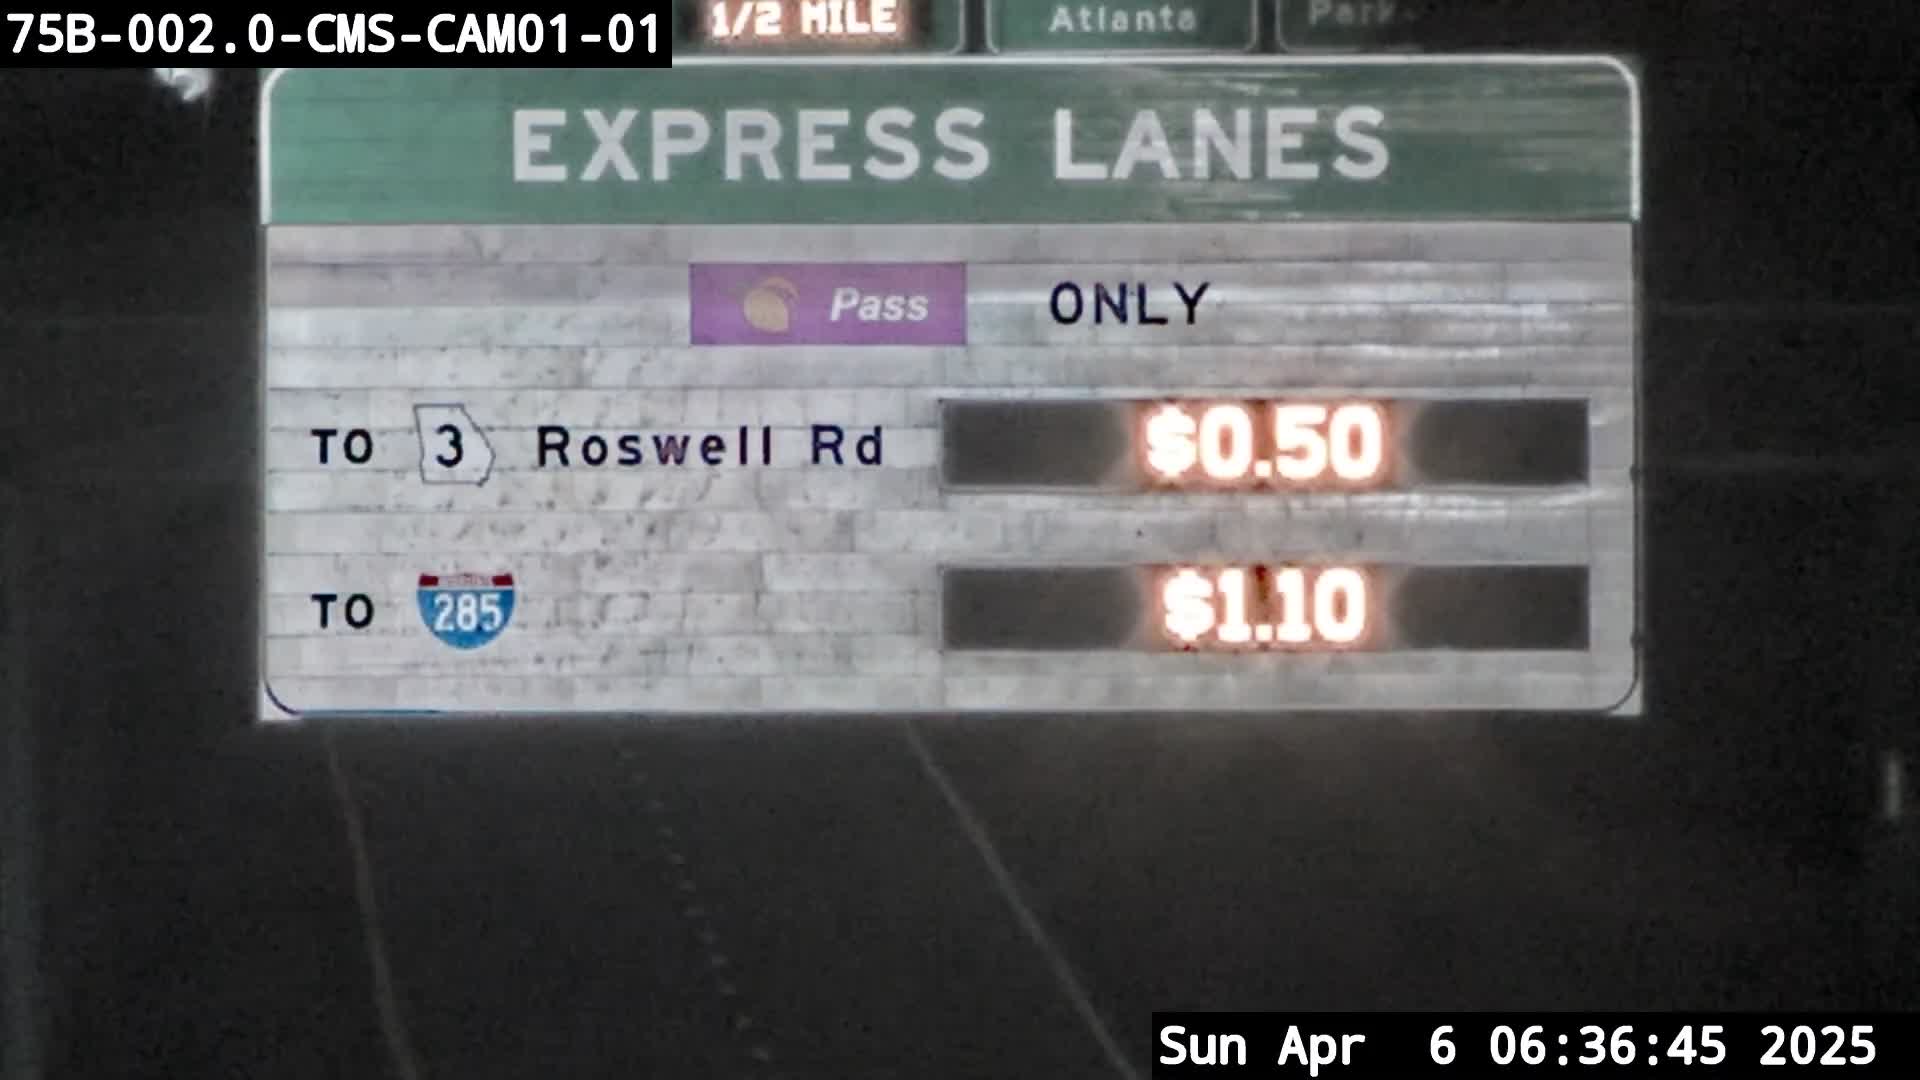 75B-002.0-CMS-CAM01-01
1/2 MILE
Atlanta
Park
EXPRESS LANES
Pass ONLY
TO 3 Roswell Rd $0.50
TO 285 $1.10
Sun Apr 6 06:36:45 2025